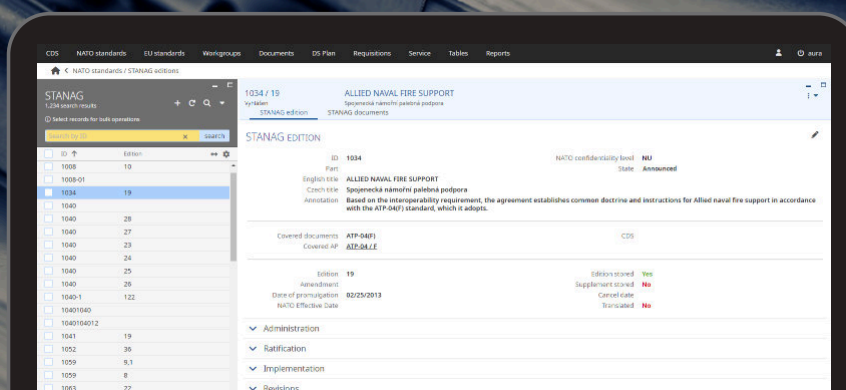 CDS NATO standards EU standards Workgroups Documents DS Plan Requisitions Service Tables Reports aura
NATO standards / STANAG editions
STANAG
1,234 search results
Select records for bulk operations
Search by ID x search
ID Edition
1008 10
1008-01
1034 19
1040
1040 28
1040 27
1040 23
1040 24
1040 25
1040 26
1040-1 122
10401040
1040104012
1041 19
1052 36
1059 9,1
1059 8
1063 22
1034 / 19 ALLIED NAVAL FIRE SUPPORT
Vyhlášen Spojenecká námořní palebná podpora
STANAG edition STANAG documents
STANAG EDITION
ID 1034 NATO confidenciality level NU
Part State Announced
English title ALLIED NAVAL FIRE SUPPORT
Czech title Spojenecká námořní palebná podpora
Annotation Based on the interoperability requirement, the agreement establishes common doctrine and instructions for Allied naval fire support in accordance
with the ATP-04(F) standard, which it adopts.
Covered documents ATP-04(F) CDS
Covered AP ATP-04 / F
Edition 19 Edition stored Yes
Amendment Supplement stored No
Date of promulgation 02/25/2013 Cancel date
NATO Effective Date Translated No
Administration
Ratification
Implementation
Revisions